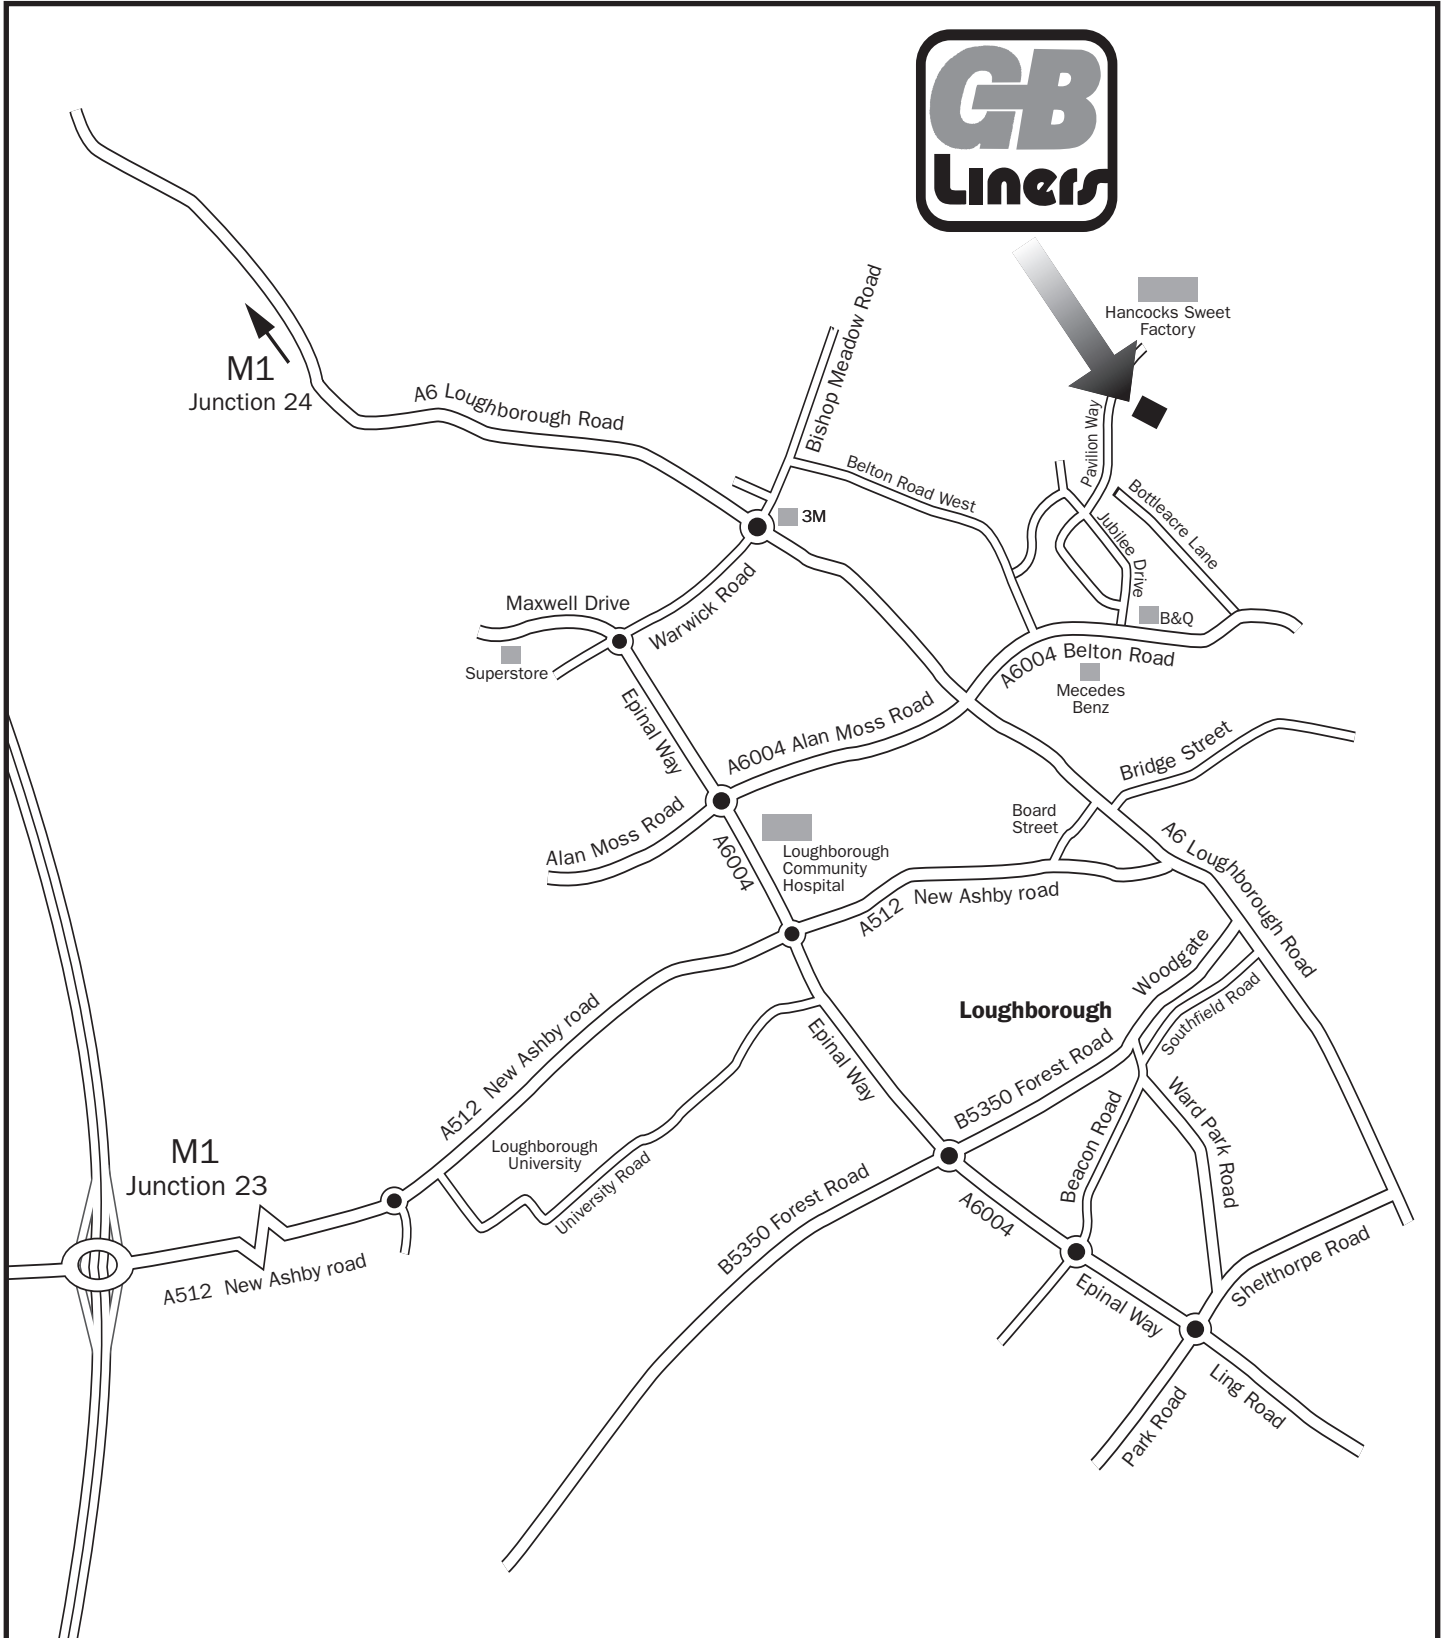 GB
Liners
Hancocks Sweet
Factory
M1
Junction 24
A6 Loughborough Road
Bishop Meadow Road
Pavilion Way
Belton Road West
Bottleacre Lane
Jubilee Drive
3M
Maxwell Drive
Warwick Road
B&Q
Superstore
A6004 Belton Road
Mecedes
Benz
Epinal Way
A6004 Alan Moss Road
Bridge Street
Alan Moss Road
A6004
Board
Street
A6 Loughborough Road
Loughborough
Community
Hospital
A512 New Ashby road
Woodgate
Loughborough
Southfield Road
A512 New Ashby road
Epinal Way
B5350 Forest Road
Ward Park Road
Beacon Road
M1
Junction 23
Loughborough
University
University Road
B5350 Forest Road
A6004
A512 New Ashby road
Shelthorpe Road
Epinal Way
Ling Road
Park Road